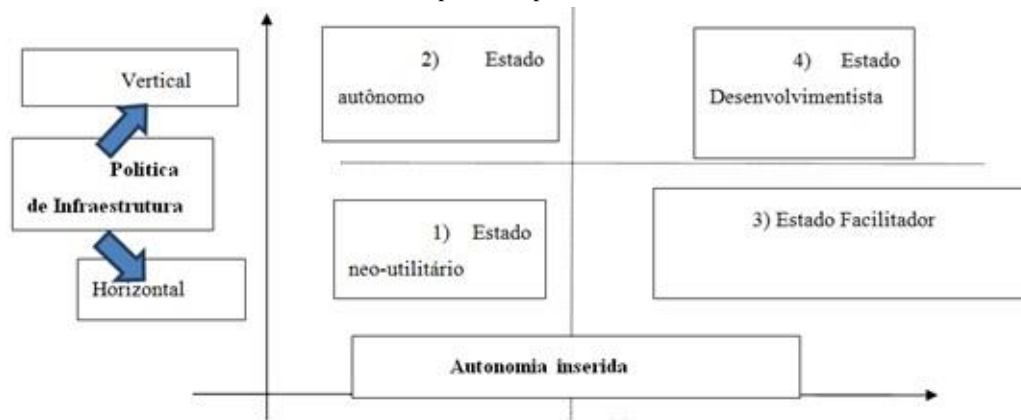 Vertical
Política
de Infraestrutura
Horizontal
2) Estado
autônomo
4) Estado
Desenvolvimentista
1) Estado
neo-utilitário
3) Estado Facilitador
Autonomia inserida